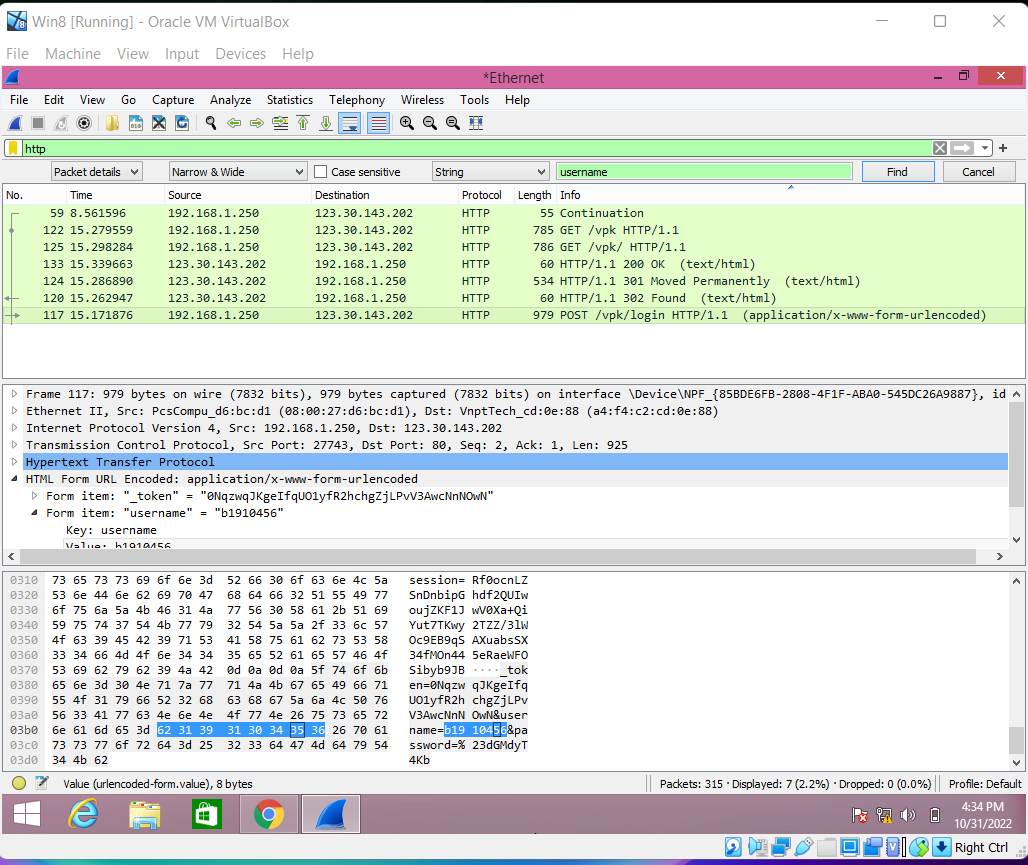 Win8 [Running] - Oracle VM VirtualBox
File Machine View Input Devices Help
*Ethernet
File Edit View Go Capture Analyze Statistics Telephony Wireless Tools Help
http
Packet details Narrow & Wide Case sensitive String username Find Cancel
No. Time Source Destination Protocol Length Info
59 8.561596 192.168.1.250 123.30.143.202 HTTP 55 Continuation
122 15.279559 192.168.1.250 123.30.143.202 HTTP 785 GET /vpk HTTP/1.1
125 15.298284 192.168.1.250 123.30.143.202 HTTP 786 GET /vpk/ HTTP/1.1
133 15.339663 123.30.143.202 192.168.1.250 HTTP 60 HTTP/1.1 200 OK (text/html)
124 15.286890 123.30.143.202 192.168.1.250 HTTP 534 HTTP/1.1 301 Moved Permanently (text/html)
120 15.262947 123.30.143.202 192.168.1.250 HTTP 60 HTTP/1.1 302 Found (text/html)
117 15.171876 192.168.1.250 123.30.143.202 HTTP 979 POST /vpk/login HTTP/1.1 (application/x-www-form-urlencoded)
Frame 117: 979 bytes on wire (7832 bits), 979 bytes captured (7832 bits) on interface \Device\NPF_{85BDE6FB-2808-4F1F-ABA0-545DC26A9887}, id
Ethernet II, Src: PcsCompu_d6:bc:d1 (08:00:27:d6:bc:d1), Dst: VnptTech_cd:0e:88 (a4:f4:c2:cd:0e:88)
Internet Protocol Version 4, Src: 192.168.1.250, Dst: 123.30.143.202
Transmission Control Protocol, Src Port: 27743, Dst Port: 80, Seq: 2, Ack: 1, Len: 925
Hypertext Transfer Protocol
HTML Form URL Encoded: application/x-www-form-urlencoded
Form item: "_token" = "0NqzwqJKgeIfqUO1yfR2hchgZjLPvV3AwcNnNOwN"
Form item: "username" = "b1910456"
Key: username
Value: b1910456
0310 73 65 73 73 69 6f 6e 3d 52 66 30 6f 63 6e 4c 5a session= Rf0ocnLZ
0320 53 6e 44 6e 62 69 70 47 68 64 66 32 51 55 49 77 SnDnbipG hdf2QUIw
0330 6f 75 6a 5a 4b 46 31 4a 77 56 30 58 61 2b 51 69 oujZKF1J wV0Xa+Qi
0340 59 75 74 37 54 4b 77 79 32 54 5a 5a 2f 33 6c 57 Yut7TKwy 2TZZ/3lW
0350 4f 63 39 45 42 39 71 53 41 58 75 61 62 73 53 58 Oc9EB9qS AXuabsSX
0360 33 34 66 4d 4f 6e 34 34 35 65 52 61 65 57 46 4f 34fMOn44 5eRaeWFO
0370 53 69 62 79 62 39 4a 42 0d 0a 0d 0a 5f 74 6f 6b Sibyb9JB ····_tok
0380 65 6e 3d 30 4e 71 7a 77 71 4a 4b 67 65 49 66 71 en=0Nqzw qJKgeIfq
0390 55 4f 31 79 66 52 32 68 63 68 67 5a 6a 4c 50 76 UO1yfR2h chgZjLPv
03a0 56 33 41 77 63 4e 6e 4e 4f 77 4e 26 75 73 65 72 V3AwcNnN OwN&user
03b0 6e 61 6d 65 3d 62 31 39 31 30 34 35 36 26 70 61 name=b19 10456&pa
03c0 73 73 77 6f 72 64 3d 25 32 33 64 47 4d 64 79 54 ssword=% 23dGMdyT
03d0 34 4b 62 4Kb
Value (urlencoded-form.value), 8 bytes Packets: 315 · Displayed: 7 (2.2%) · Dropped: 0 (0.0%) Profile: Default
4:34 PM
10/31/2022
Right Ctrl